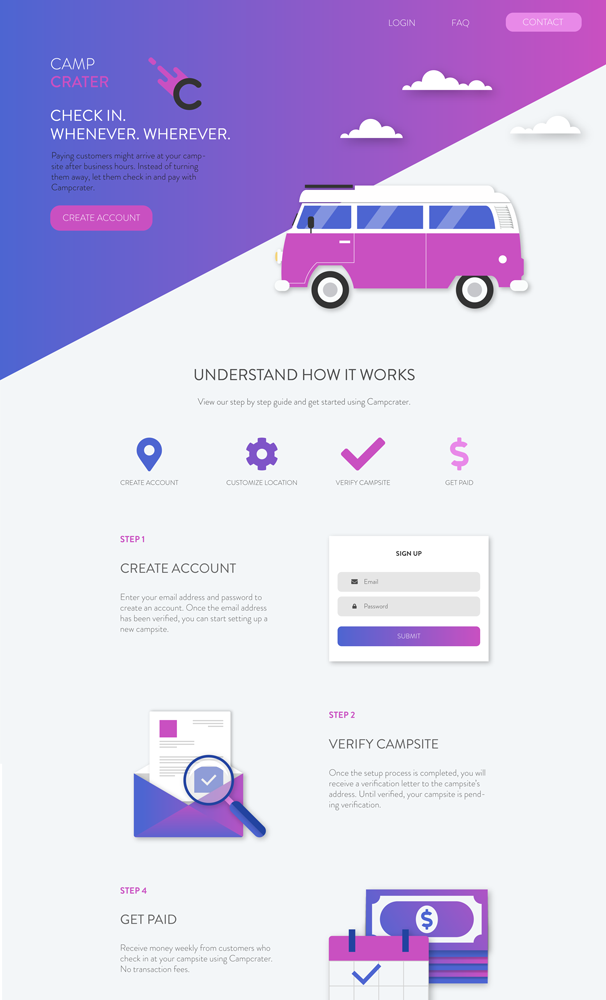 LOGIN
FAQ
CONTACT
CAMP
CRATER
CHECK IN.
WHENEVER. WHEREVER.
Paying customers might arrive at your camp-
site after business hours. Instead of turning
them away, let them check in and pay with
Campcrater.
CREATE ACCOUNT
UNDERSTAND HOW IT WORKS
View our step by step guide and get started using Campcrater.
CREATE ACCOUNT
CUSTOMIZE LOCATION
VERIFY CAMPSITE
GET PAID
STEP 1
CREATE ACCOUNT
Enter your email address and password to
create an account. Once the email address
has been verified, you can start setting up a
new campsite.
SIGN UP
Email
Password
SUBMIT
STEP 2
VERIFY CAMPSITE
Once the setup process is completed, you will
receive a verification letter to the campsite's
address. Until verified, your campsite is pend-
ing verification.
STEP 4
GET PAID
Receive money weekly from customers who
check in at your campsite using Campcrater.
No transaction fees.